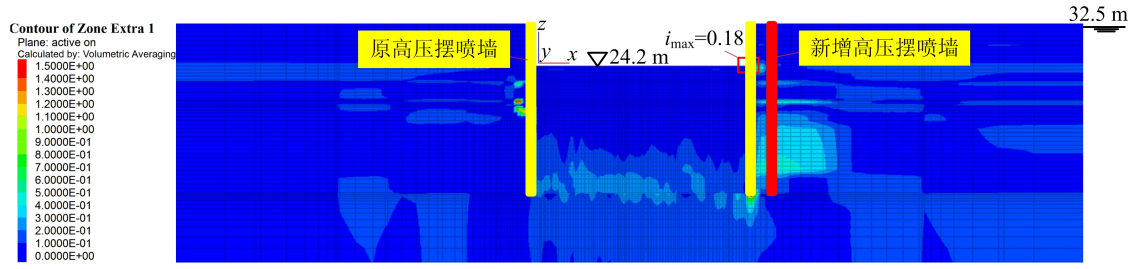 Contour of Zone Extra 1
Plane: active on
Calculated by: Volumetric Averaging
1.5000E+00
1.4000E+00
1.3000E+00
1.2000E+00
1.1000E+00
1.0000E+00
9.0000E-01
8.0000E-01
7.0000E-01
6.0000E-01
5.0000E-01
4.0000E-01
3.0000E-01
2.0000E-01
1.0000E-01
0.0000E+00
原高压摆喷墙
z
y x
24.2 m
imax=0.18
新增高压摆喷墙
32.5 m